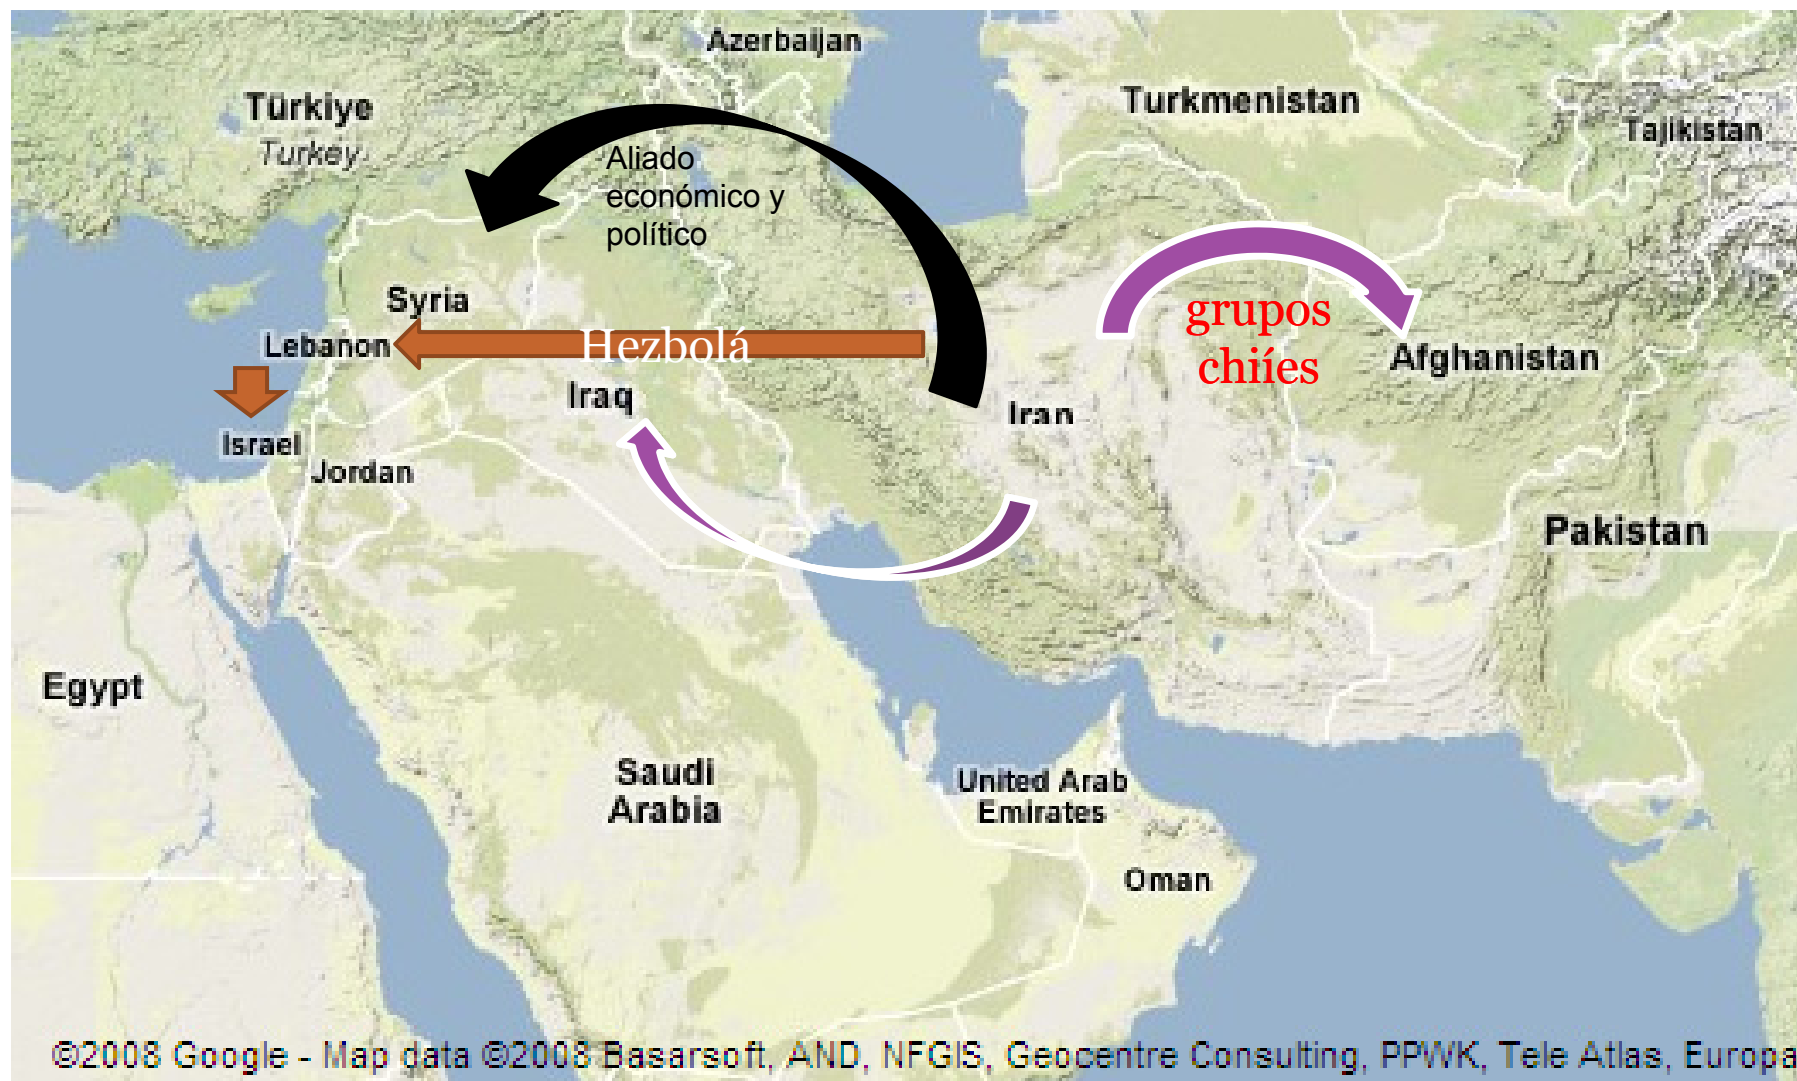 Azerbaijan
Türkiye
Turkey
Turkmenistan
Tajikistan
Aliado
económico y
político
Syria
grupos
chiíes
Lebanon
Hezbolá
Afghanistan
Iraq
Iran
Israel
Jordan
Pakistan
Egypt
Saudi
Arabia
United Arab
Emirates
Oman
©2008 Google - Map data ©2008 Basarsoft, AND, NFGIS, Geocentre Consulting, PPWK, Tele Atlas, Europa